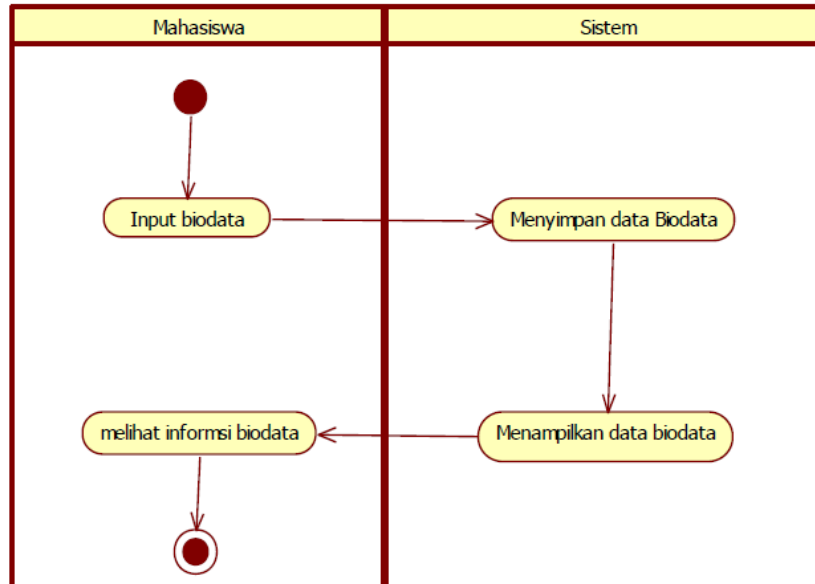 Mahasiswa
Sistem
Input biodata
Menyimpan data Biodata
melihat informsi biodata
Menampilkan data biodata